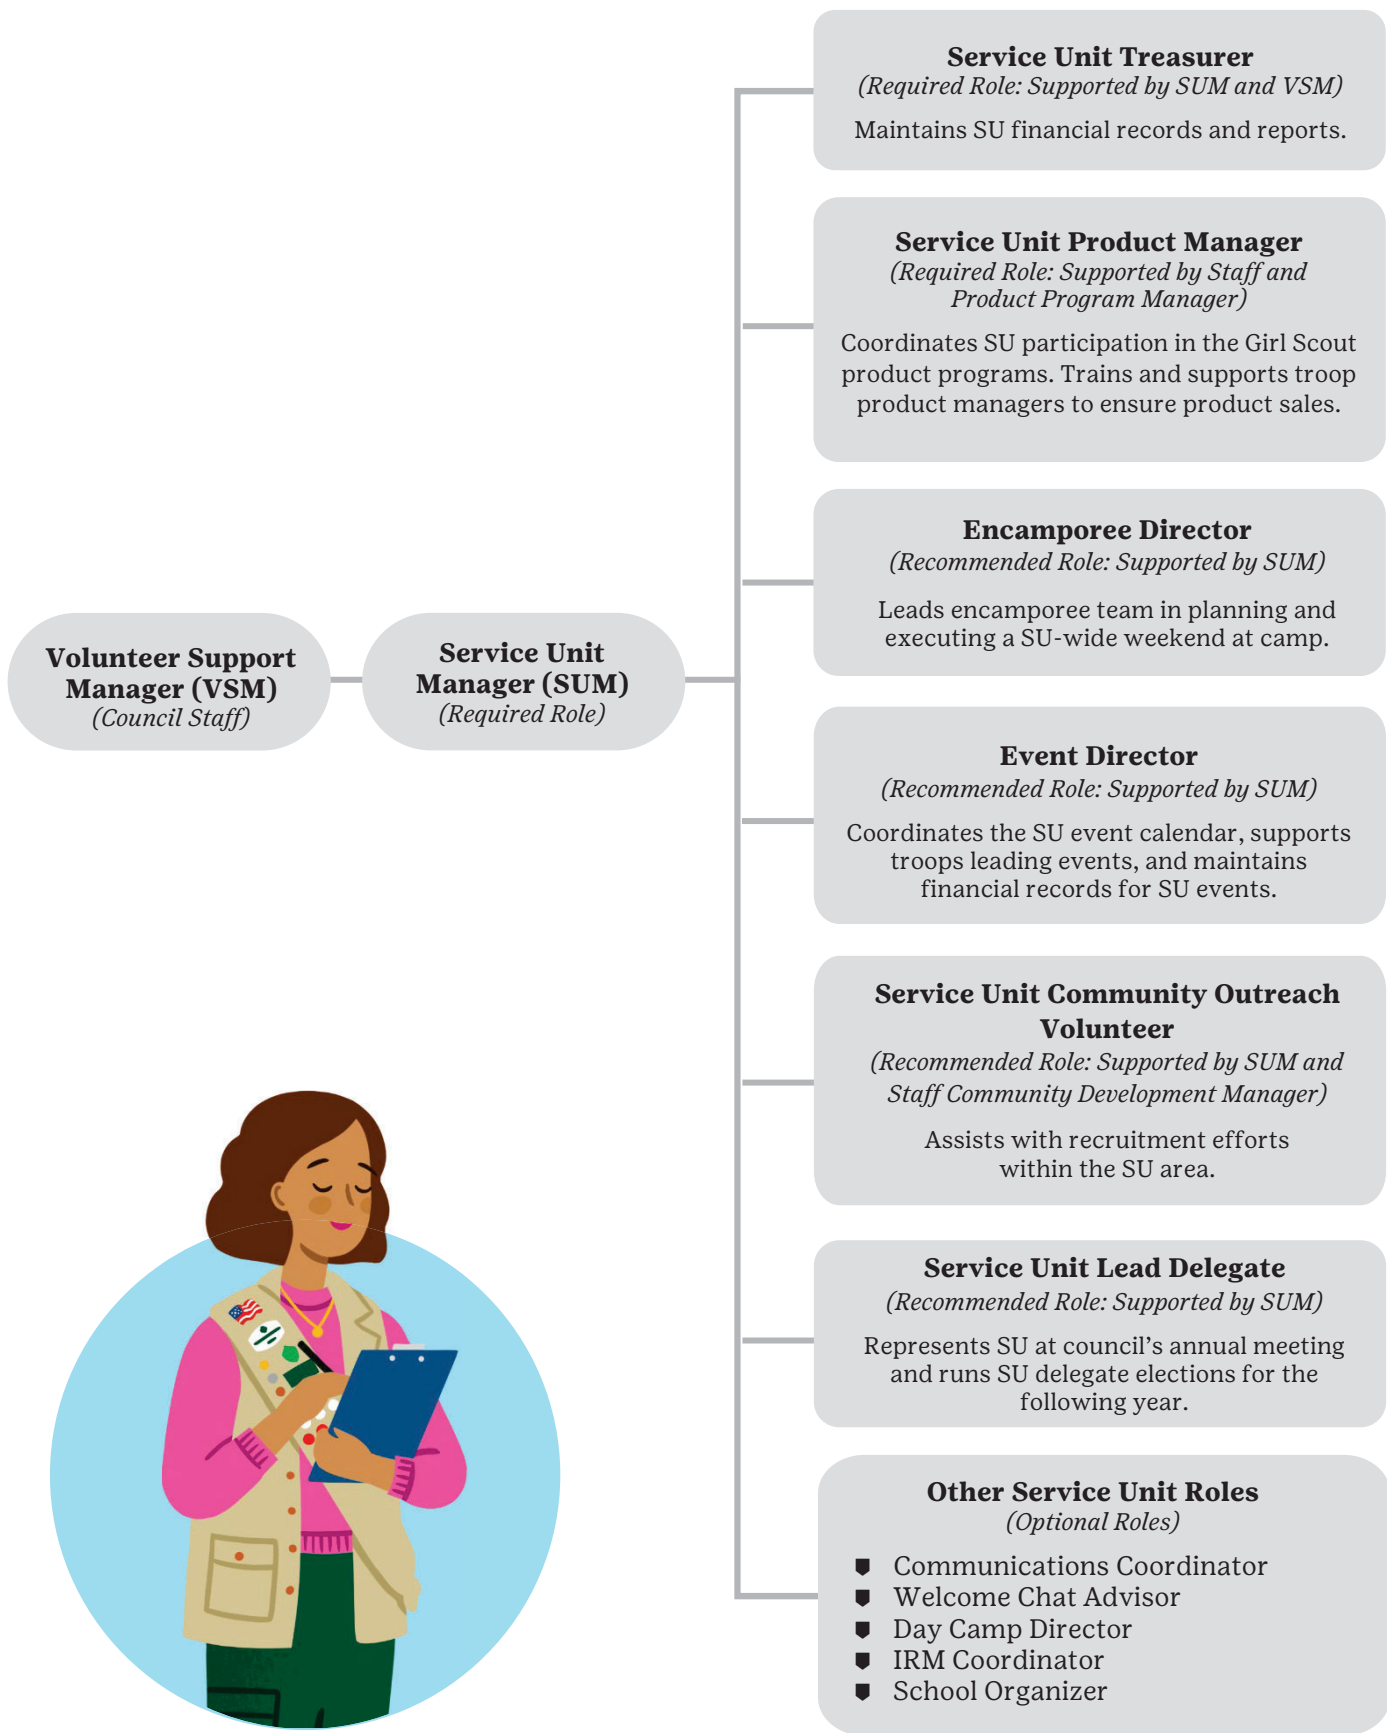 Service Unit Treasurer
(Required Role: Supported by SUM and VSM)
Maintains SU financial records and reports.
Service Unit Product Manager
(Required Role: Supported by Staff and
Product Program Manager)
Coordinates SU participation in the Girl Scout
product programs. Trains and supports troop
product managers to ensure product sales.
Encamporee Director
(Recommended Role: Supported by SUM)
Leads encamporee team in planning and
executing a SU-wide weekend at camp.
Volunteer Support
Manager (VSM)
(Council Staff)
Service Unit
Manager (SUM)
(Required Role)
Event Director
(Recommended Role: Supported by SUM)
Coordinates the SU event calendar, supports
troops leading events, and maintains
financial records for SU events.
Service Unit Community Outreach
Volunteer
(Recommended Role: Supported by SUM and
Staff Community Development Manager)
Assists with recruitment efforts
within the SU area.
Service Unit Lead Delegate
(Recommended Role: Supported by SUM)
Represents SU at council’s annual meeting
and runs SU delegate elections for the
following year.
Other Service Unit Roles
(Optional Roles)
Communications Coordinator
Welcome Chat Advisor
Day Camp Director
IRM Coordinator
School Organizer